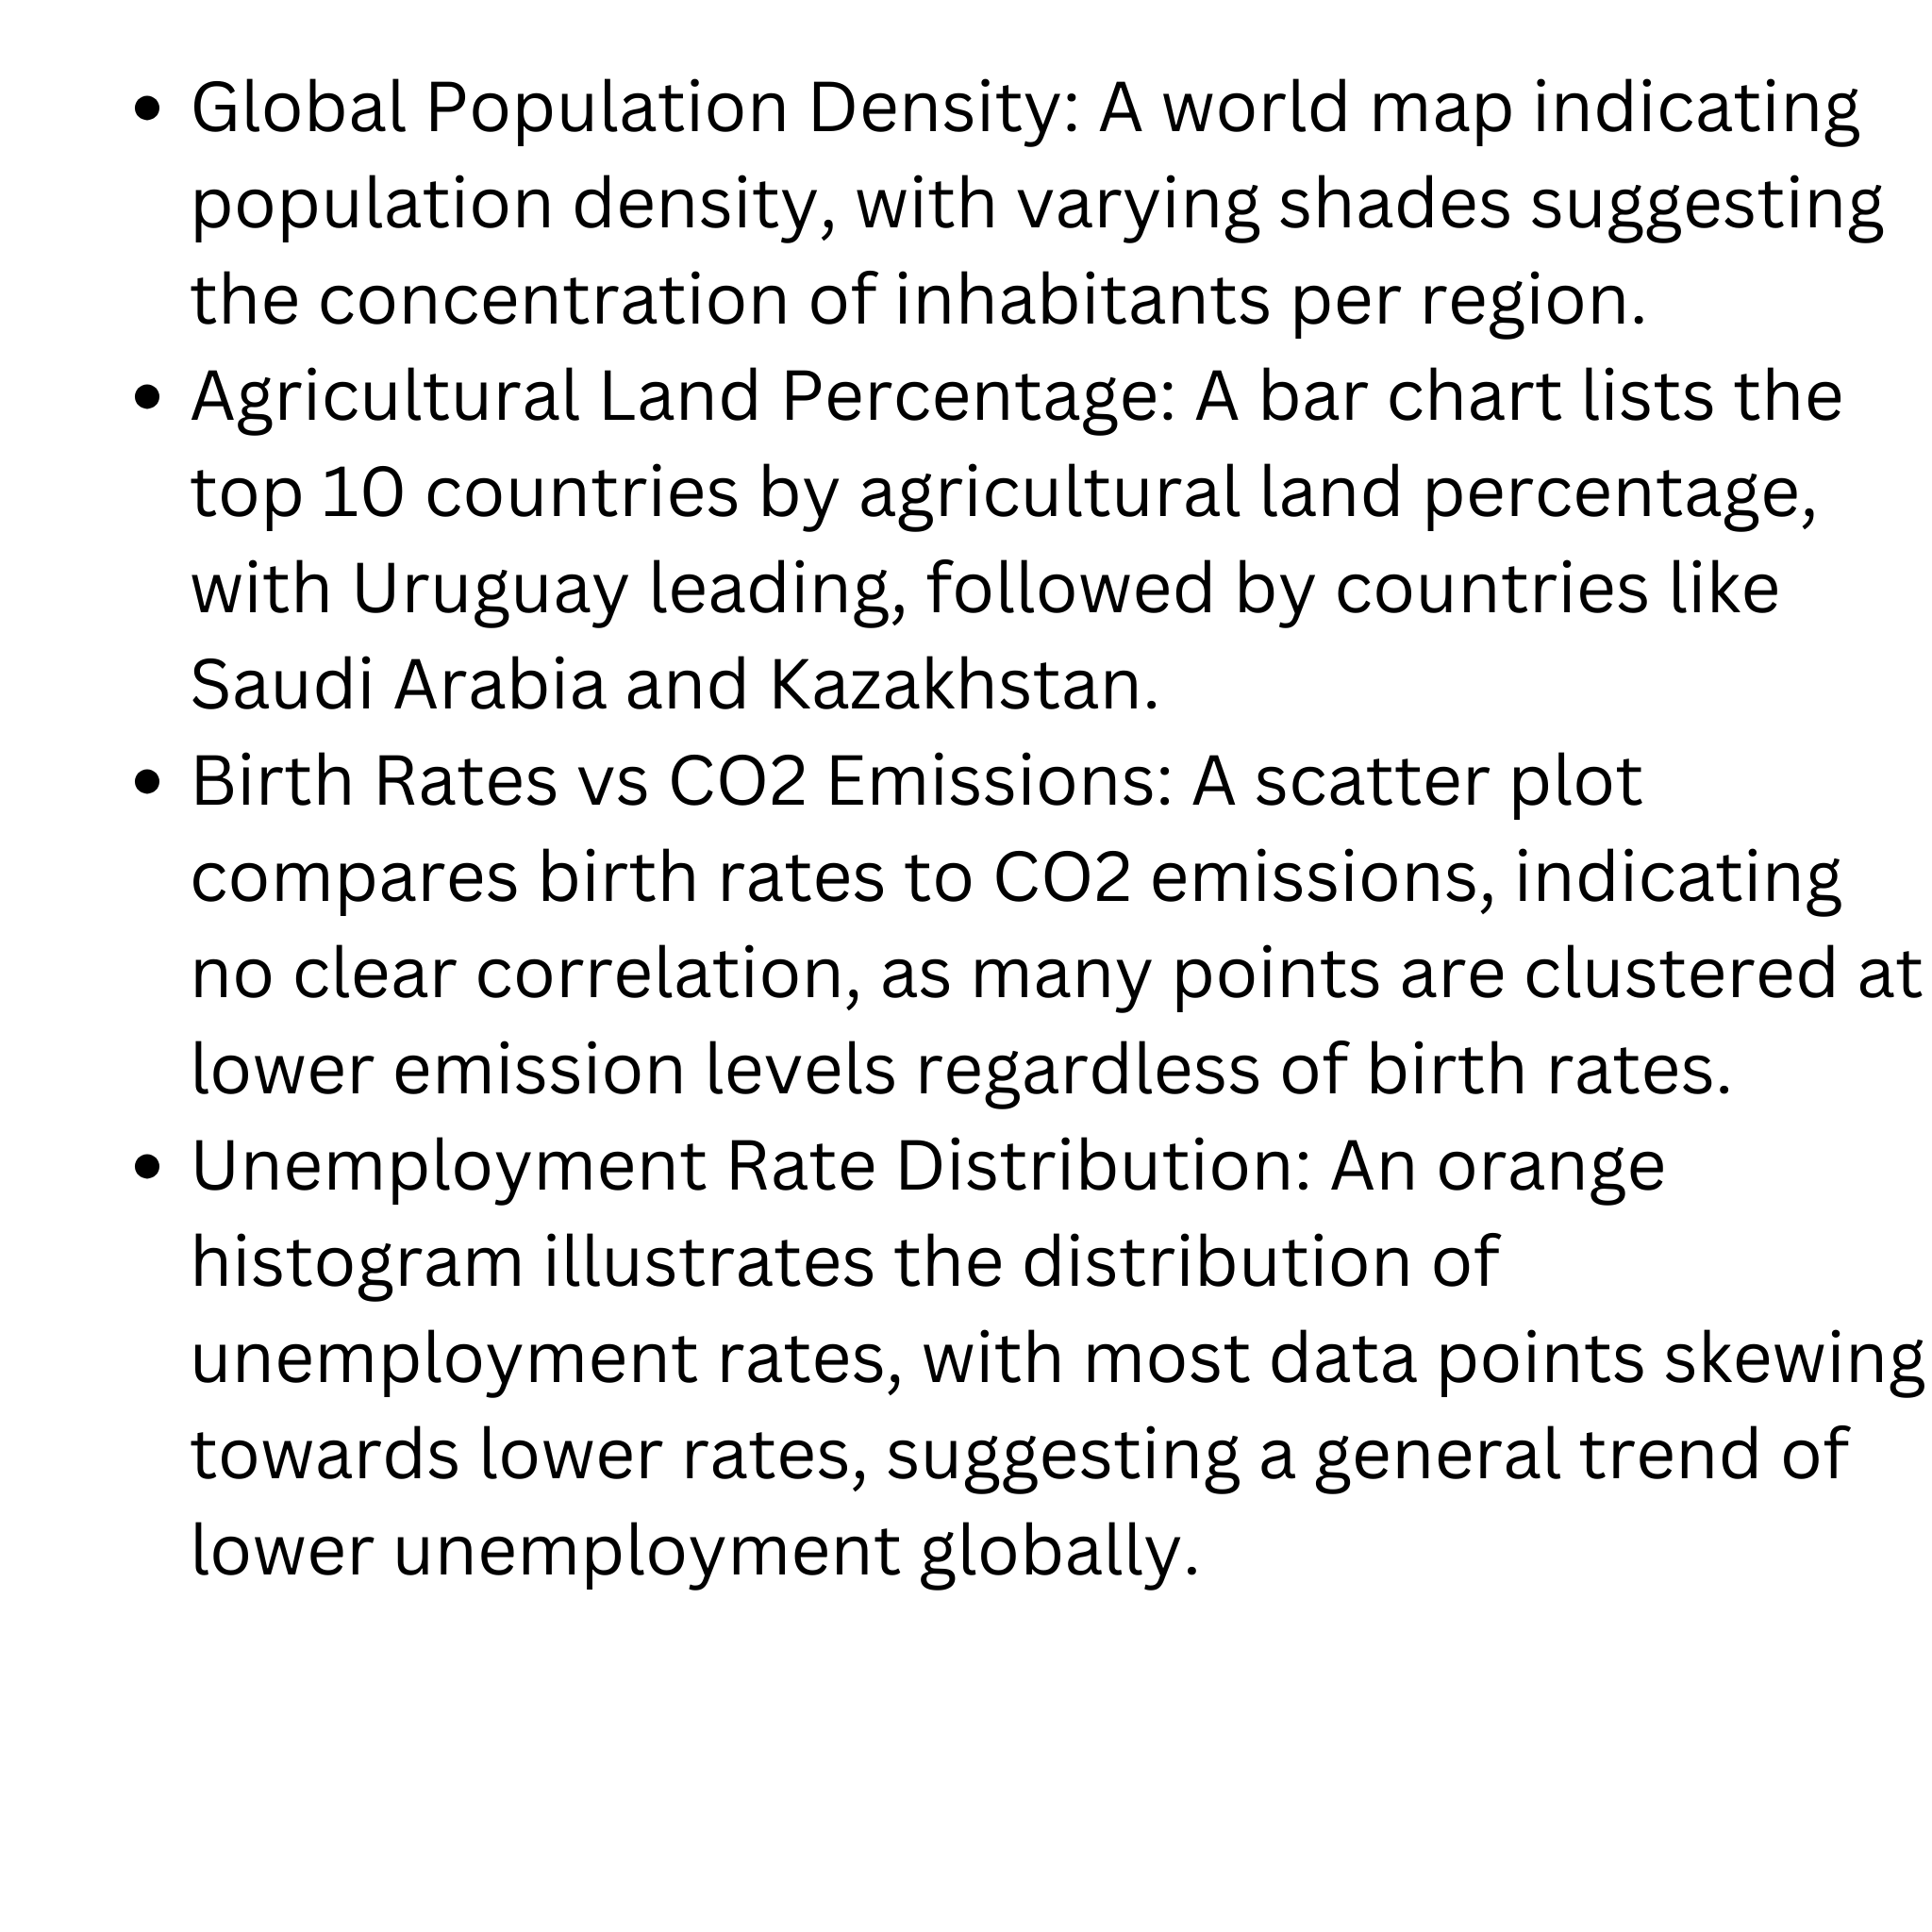 • Global Population Density: A world map indicating
population density, with varying shades suggesting
the concentration of inhabitants per region.
• Agricultural Land Percentage: A bar chart lists the
top 10 countries by agricultural land percentage,
with Uruguay leading, followed by countries like
Saudi Arabia and Kazakhstan.
• Birth Rates vs CO2 Emissions: A scatter plot
compares birth rates to CO2 emissions, indicating
no clear correlation, as many points are clustered at
lower emission levels regardless of birth rates.
• Unemployment Rate Distribution: An orange
histogram illustrates the distribution of
unemployment rates, with most data points skewing
towards lower rates, suggesting a general trend of
lower unemployment globally.